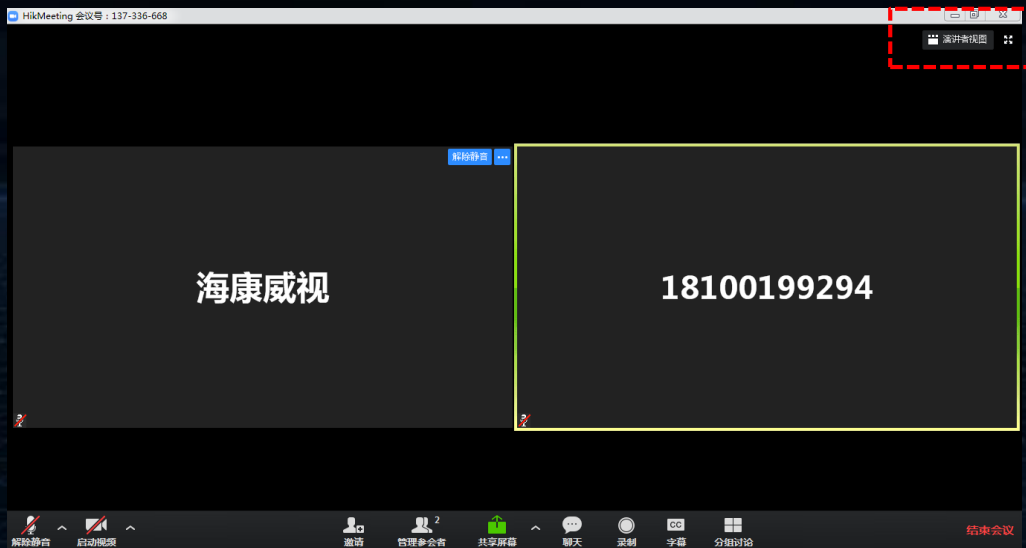 HikMeeting 会议号：137-336-668
演讲者视图
解除静音
海康威视
18100199294
解除静音
启动视频
邀请
管理参会者
2
共享屏幕
聊天
录制
CC
字幕
分组讨论
结束会议